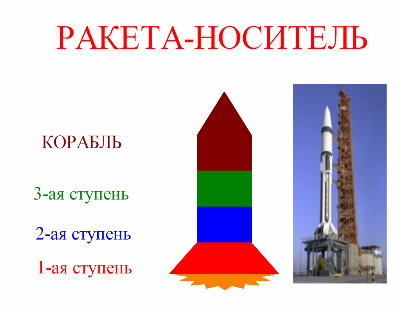 РАКЕТА-НОСИТЕЛЬ
КОРАБЛЬ
3-ая ступень
2-ая ступень
1-ая ступень